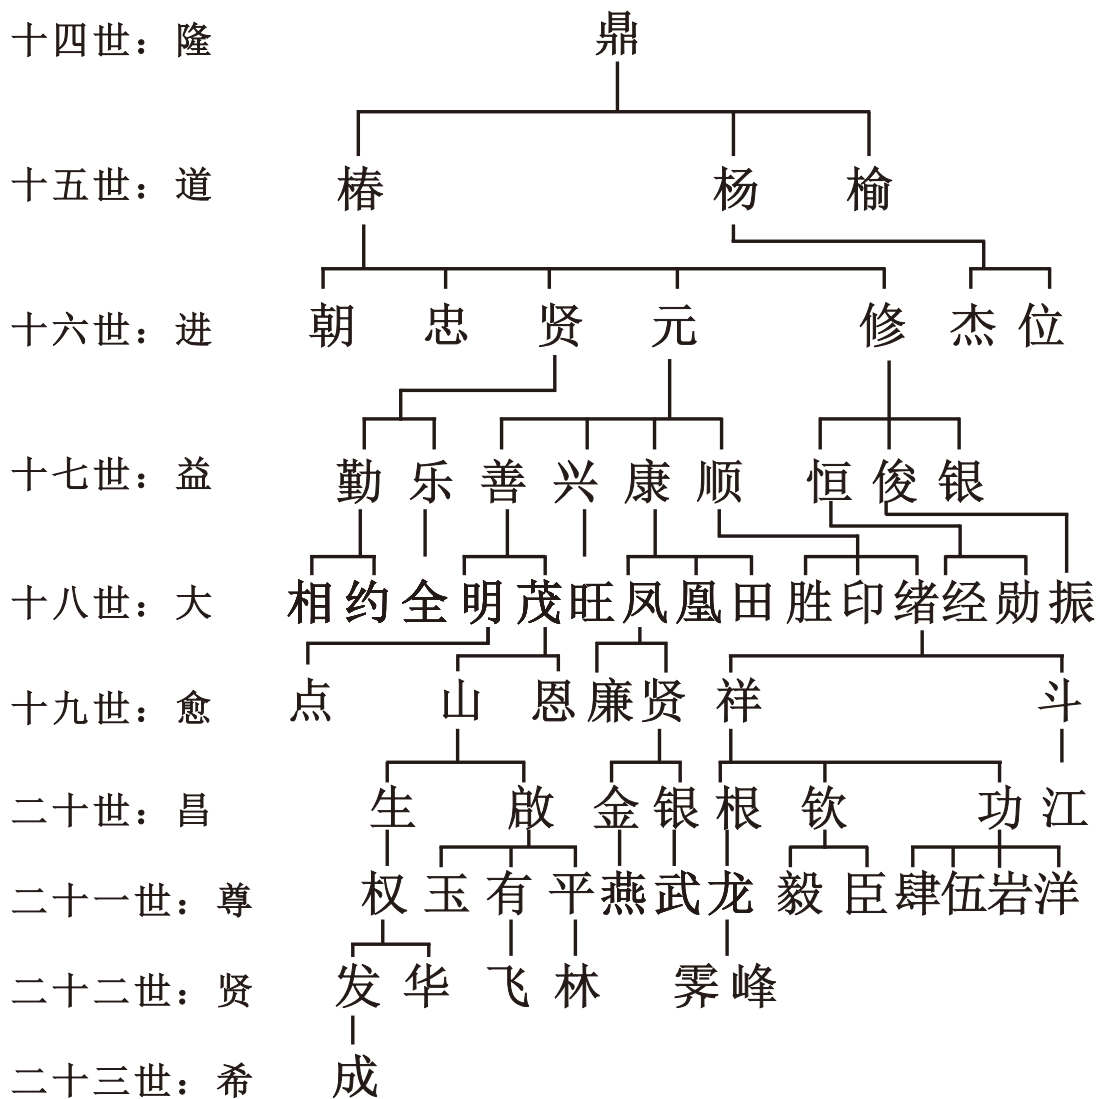 十四世：隆 鼎
十五世：道 椿 杨 榆
十六世：进 朝 忠 贤 元 修 杰 位
十七世：益 勤 乐 善 兴 康 顺 恒 俊 银
十八世：大 相 约 全 明 茂 旺 凤 凰 田 胜 印 绪 经 勋 振
十九世：愈 点 山 恩 廉 贤 祥 斗
二十世：昌 生 啟 金 银 根 钦 功 江
二十一世：尊 权 玉 有 平 燕 武 龙 毅 臣 肆 伍 岩 洋
二十二世：贤 发 华 飞 林 霁 峰
二十三世：希 成